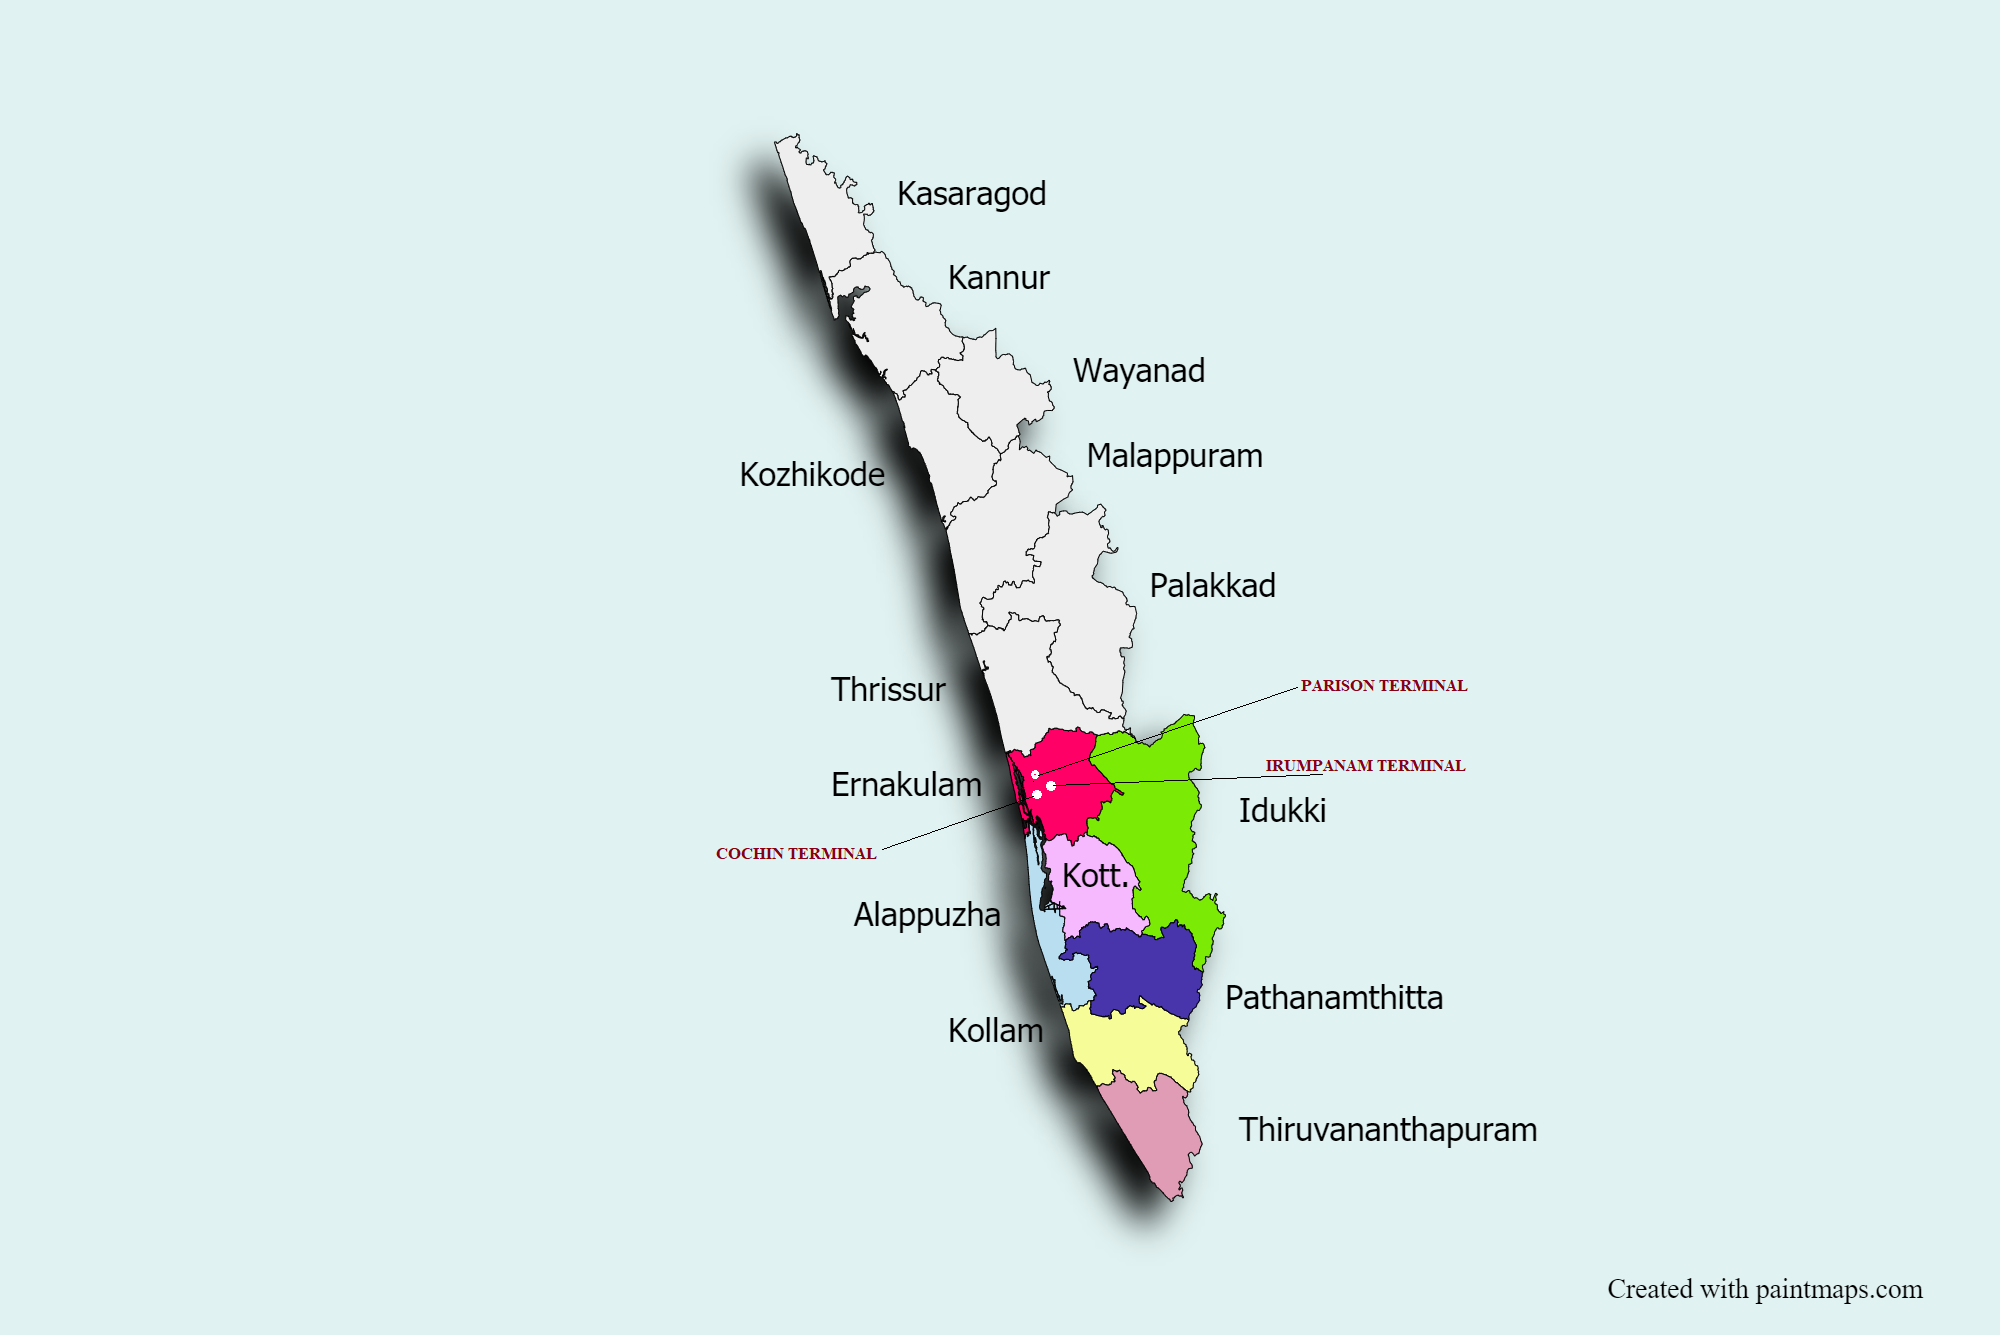 Kasaragod
Kannur
Wayanad
Malappuram
Kozhikode
Palakkad
Thrissur
PARISON TERMINAL
IRUMPANAM TERMINAL
Ernakulam
Idukki
COCHIN TERMINAL
Kott.
Alappuzha
Pathanamthitta
Kollam
Thiruvananthapuram
Created with paintmaps.com